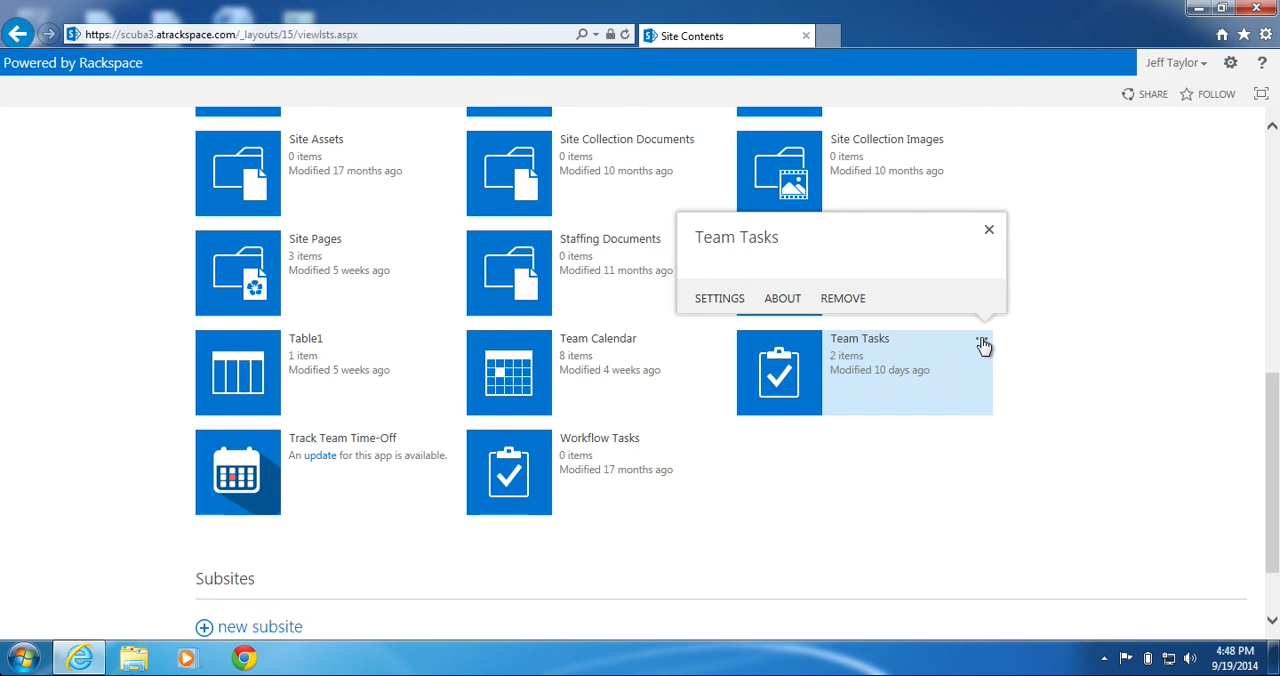 https://scuba3.atrackspace.com/_layouts/15/viewlsts.aspx
Site Contents
Powered by Rackspace
Jeff Taylor
SHARE
FOLLOW
Site Assets
0 items
Modified 17 months ago
Site Collection Documents
0 items
Modified 10 months ago
Site Collection Images
0 items
Modified 10 months ago
Site Pages
3 items
Modified 5 weeks ago
Staffing Documents
0 items
Modified 11 months ago
Team Tasks
SETTINGS ABOUT REMOVE
Table1
1 item
Modified 5 weeks ago
Team Calendar
8 items
Modified 4 weeks ago
Team Tasks
2 items
Modified 10 days ago
Track Team Time-Off
An update for this app is available.
Workflow Tasks
0 items
Modified 17 months ago
Subsites
new subsite
4:48 PM
9/19/2014